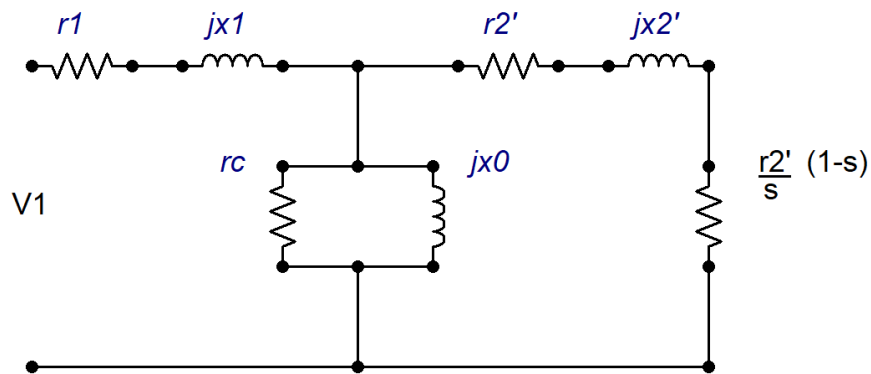 r1
jx1
r2'
jx2'
rc
jx0
V1
r2' (1-s)
s